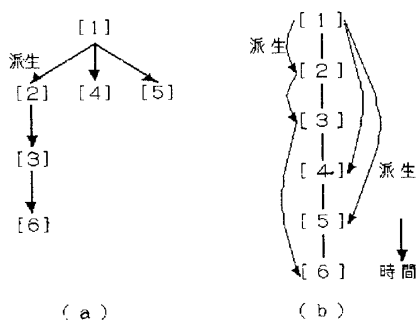 [1]
派生
[2] [4] [5]
[3]
[6]
(a)
[1]
派生
[2]
[3]
[4] 派生
[5]
[6] 時間
(b)